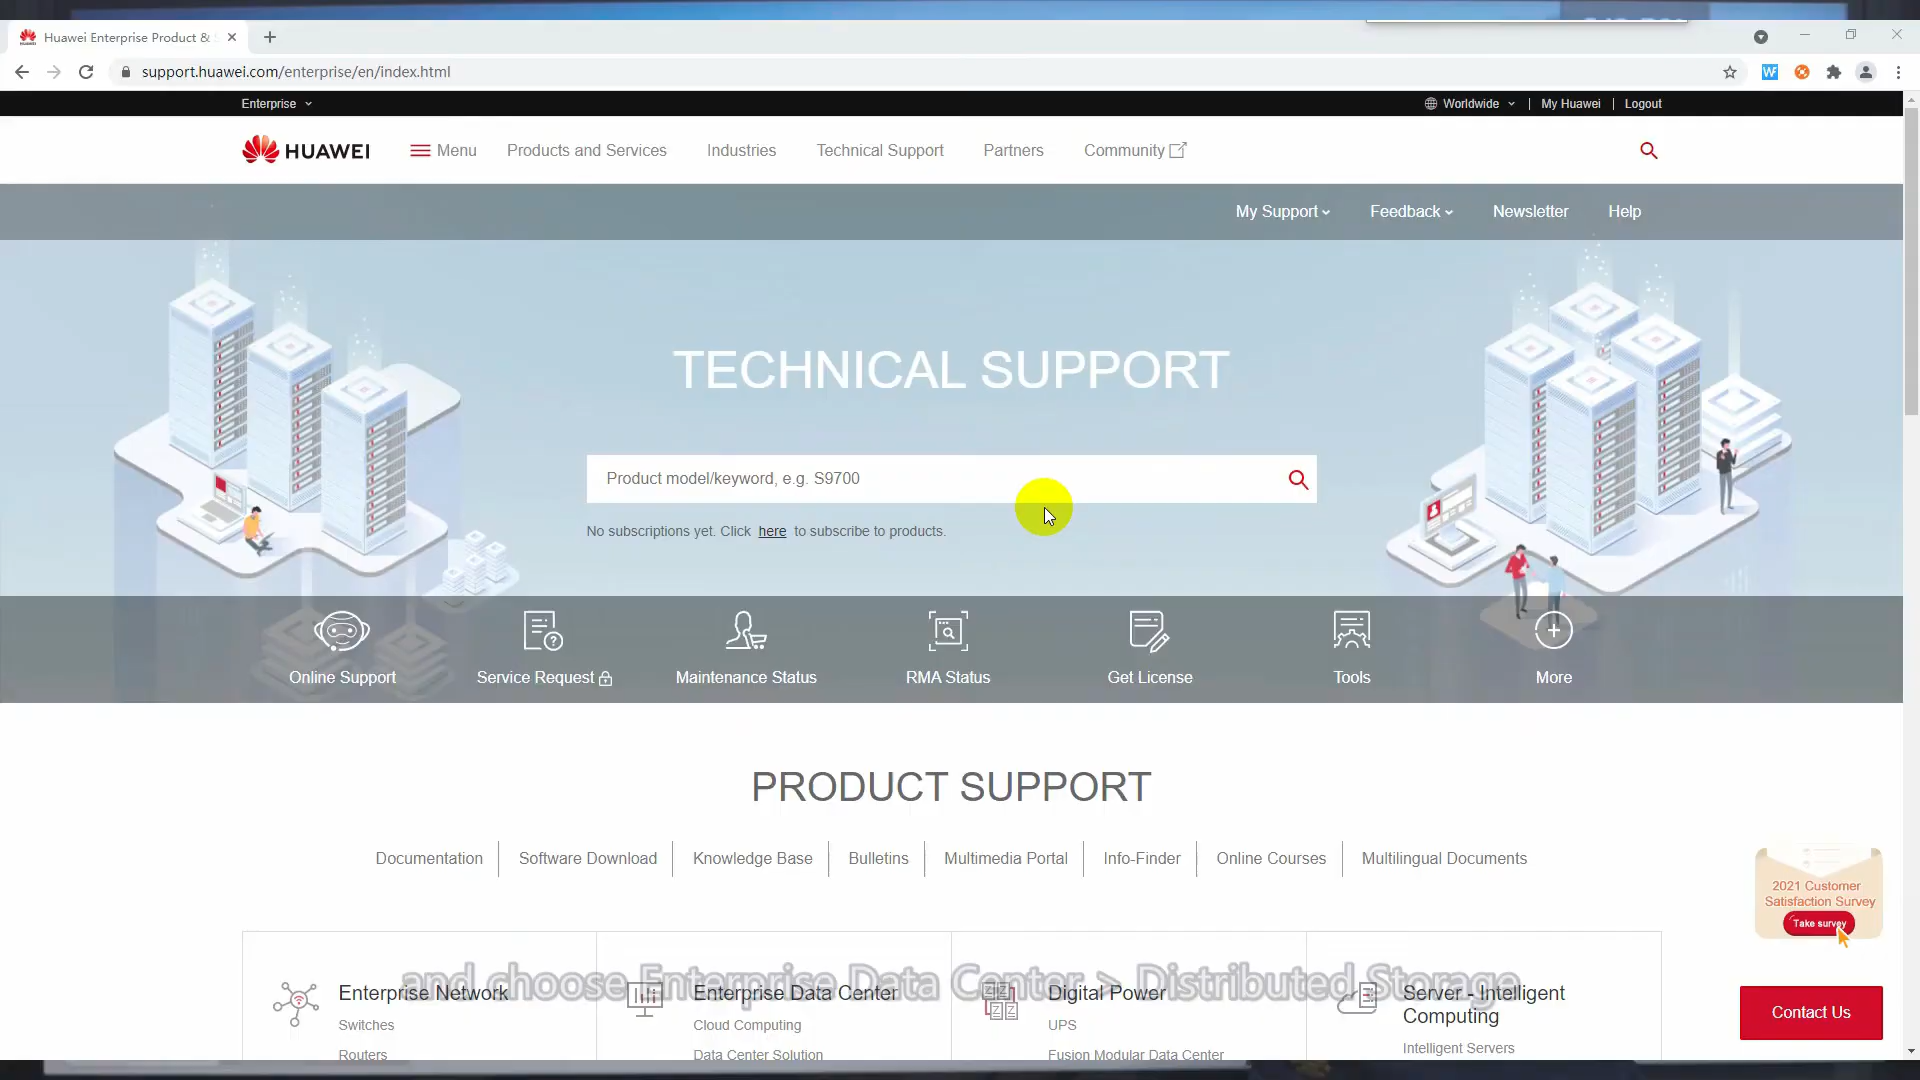 Huawei Enterprise Product &
support.huawei.com/enterprise/en/index.html
Enterprise
Worldwide
My Huawei
Logout
HUAWEI
Menu
Products and Services
Industries
Technical Support
Partners
Community
My Support
Feedback
Newsletter
Help
TECHNICAL SUPPORT
Product model/keyword, e.g. S9700
No subscriptions yet. Click here to subscribe to products.
Online Support
Service Request
Maintenance Status
RMA Status
Get License
Tools
More
PRODUCT SUPPORT
Documentation
Software Download
Knowledge Base
Bulletins
Multimedia Portal
Info-Finder
Online Courses
Multilingual Documents
2021 Customer
Satisfaction Survey
Take survey
and choose Enterprise Data Center > Distributed Storage
Enterprise Network
Switches
Routers
Enterprise Data Center
Cloud Computing
Data Center Solution
Digital Power
UPS
Fusion Modular Data Center
Server - Intelligent
Computing
Intelligent Servers
Contact Us